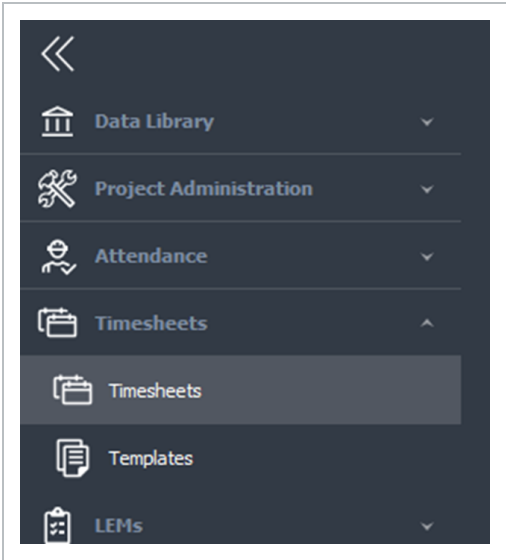 Data Library
Project Administration
Attendance
Timesheets
Timesheets
Templates
LEMs